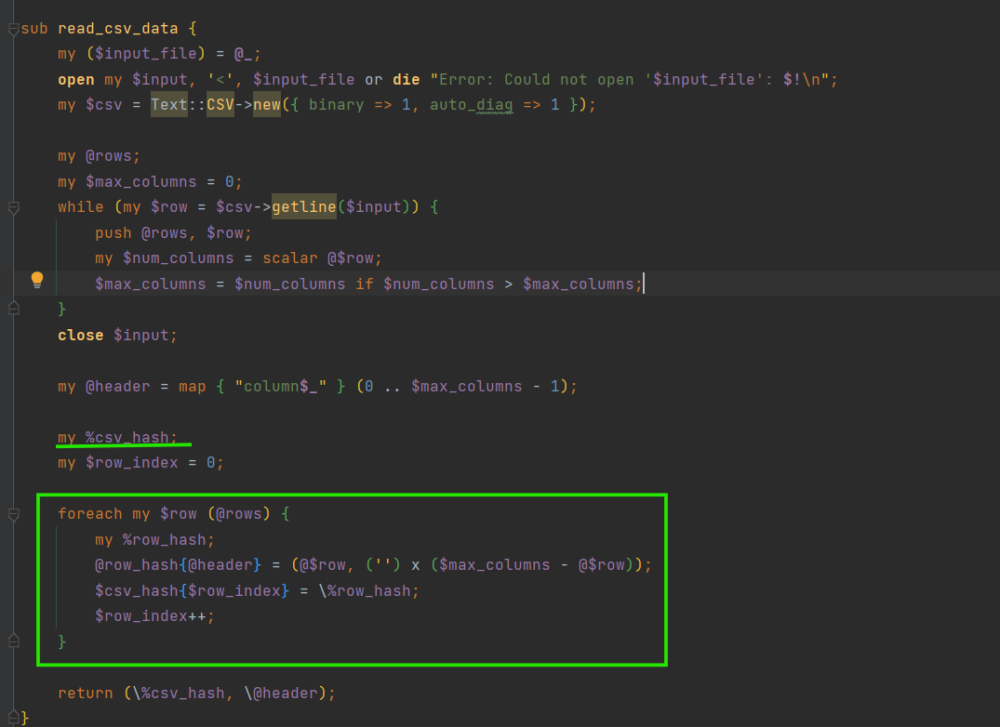 sub read_csv_data {
    my ($input_file) = @_;
    open my $input, '<', $input_file or die "Error: Could not open '$input_file': $!\n";
    my $csv = Text::CSV->new({ binary => 1, auto_diag => 1 });
    my @rows;
    my $max_columns = 0;
    while (my $row = $csv->getline($input)) {
        push @rows, $row;
        my $num_columns = scalar @$row;
        $max_columns = $num_columns if $num_columns > $max_columns;
    }
    close $input;
    my @header = map { "column$_" } (0 .. $max_columns - 1);
    my %csv_hash;
    my $row_index = 0;
    foreach my $row (@rows) {
        my %row_hash;
        @row_hash{@header} = (@$row, ('') x ($max_columns - @$row));
        $csv_hash{$row_index} = \%row_hash;
        $row_index++;
    }
    return (\%csv_hash, \@header);
}